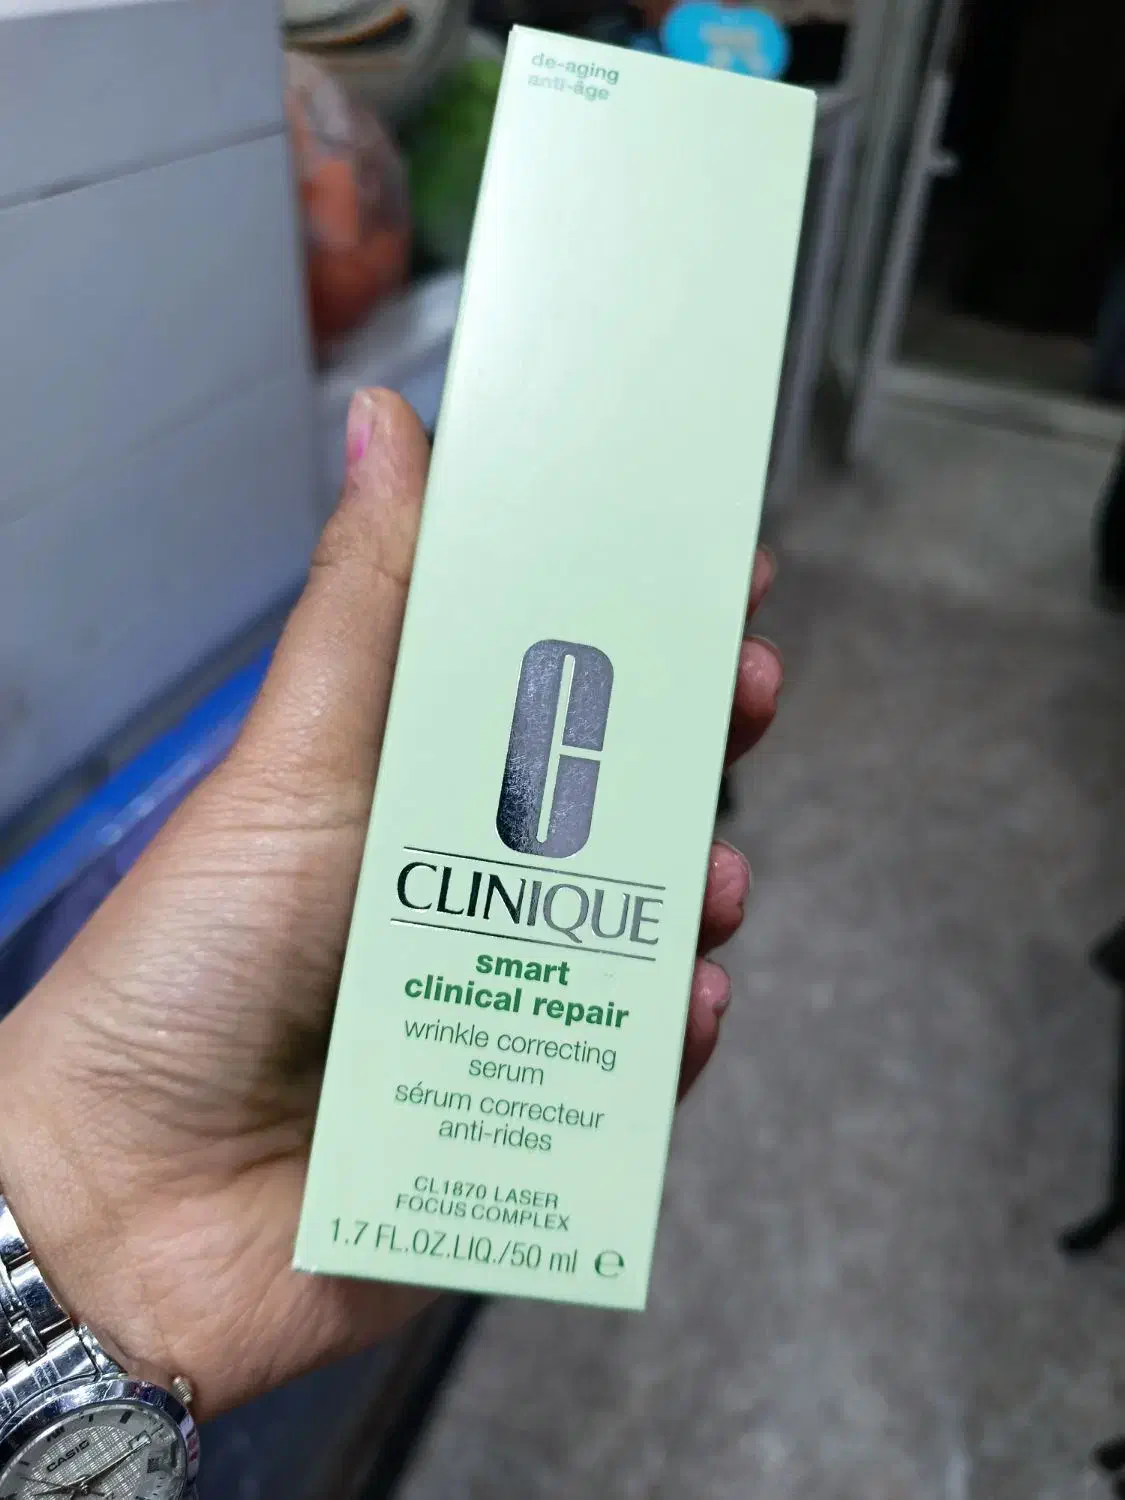 de-aging
anti-âge
CLINIQUE
smart
clinical repair
wrinkle correcting
serum
sérum correcteur
anti-rides
CL1870 LASER
FOCUS COMPLEX
1.7 FL.OZ.LIQ./50 ml ℮
CASIO